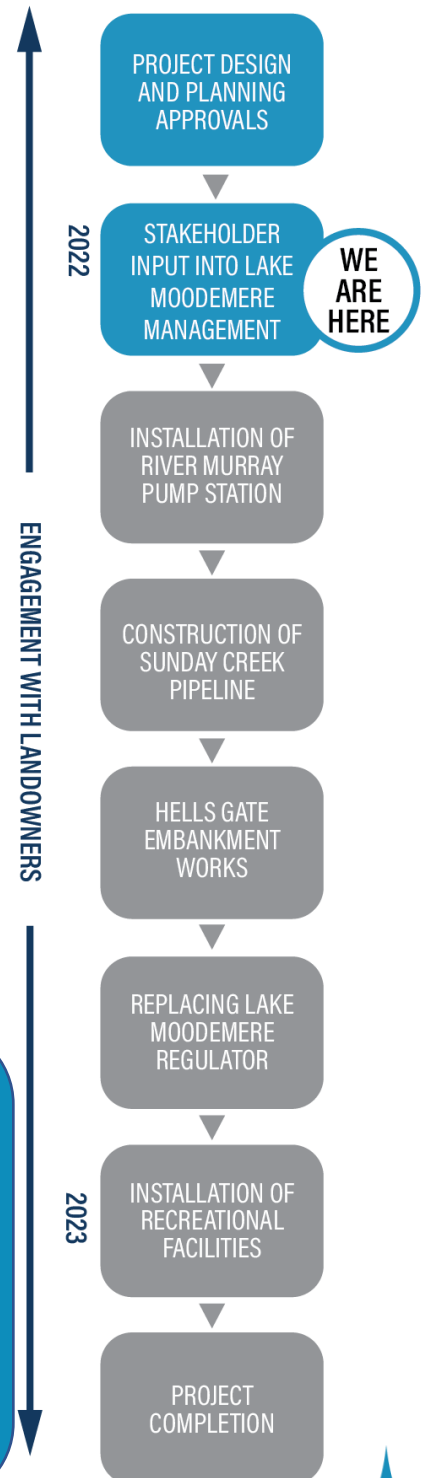 PROJECT DESIGN
AND PLANNING
APPROVALS
2022
STAKEHOLDER
INPUT INTO LAKE
MOODEMERE
MANAGEMENT
WE
ARE
HERE
INSTALLATION OF
RIVER MURRAY
PUMP STATION
ENGAGEMENT WITH LANDOWNERS
CONSTRUCTION OF
SUNDAY CREEK
PIPELINE
HELLS GATE
EMBANKMENT
WORKS
REPLACING LAKE
MOODEMERE
REGULATOR
2023
INSTALLATION OF
RECREATIONAL
FACILITIES
PROJECT
COMPLETION